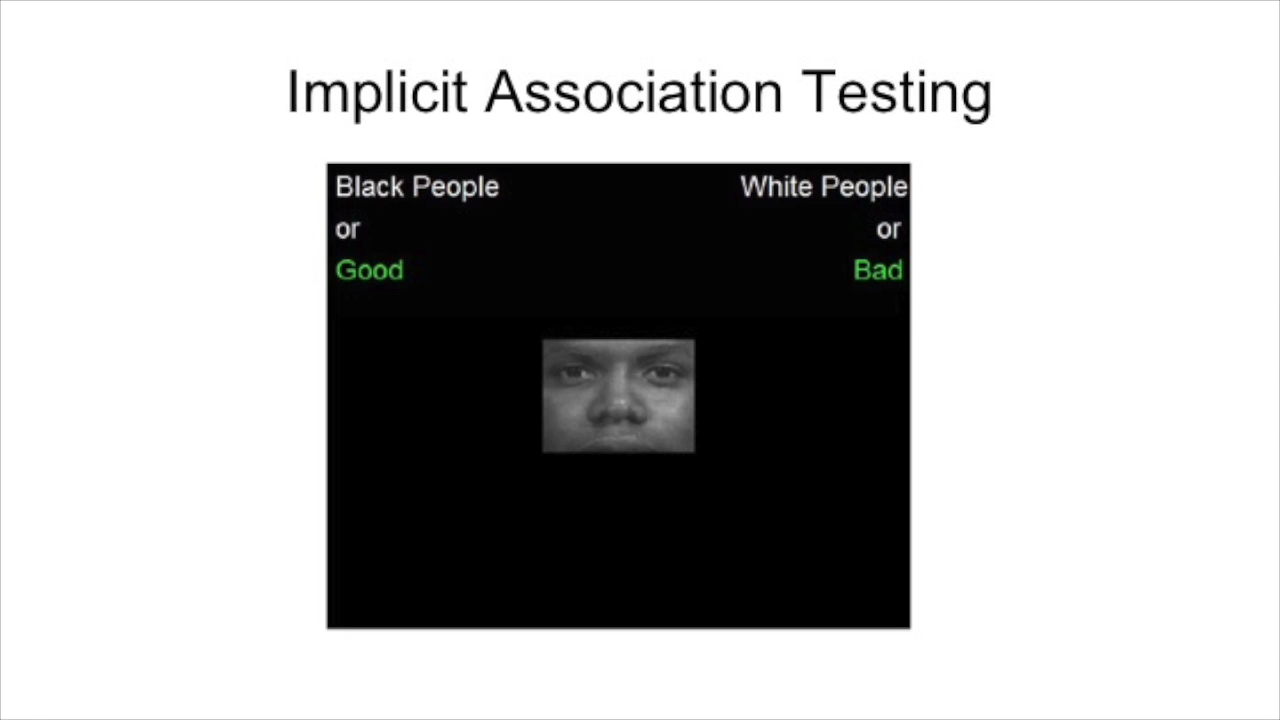 Implicit Association Testing
Black People
White People
or
or
Good
Bad